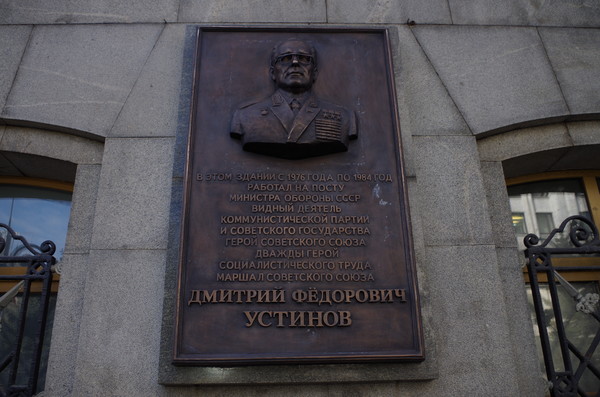 В ЭТОМ ЗДАНИИ С 1976 ГОДА ПО 1984 ГОД
РАБОТАЛ НА ПОСТУ
МИНИСТРА ОБОРОНЫ СССР
ВИДНЫЙ ДЕЯТЕЛЬ
КОММУНИСТИЧЕСКОЙ ПАРТИИ
И СОВЕТСКОГО ГОСУДАРСТВА
ГЕРОЙ СОВЕТСКОГО СОЮЗА
ДВАЖДЫ ГЕРОЙ
СОЦИАЛИСТИЧЕСКОГО ТРУДА
МАРШАЛ СОВЕТСКОГО СОЮЗА
ДМИТРИЙ ФЁДОРОВИЧ
УСТИНОВ